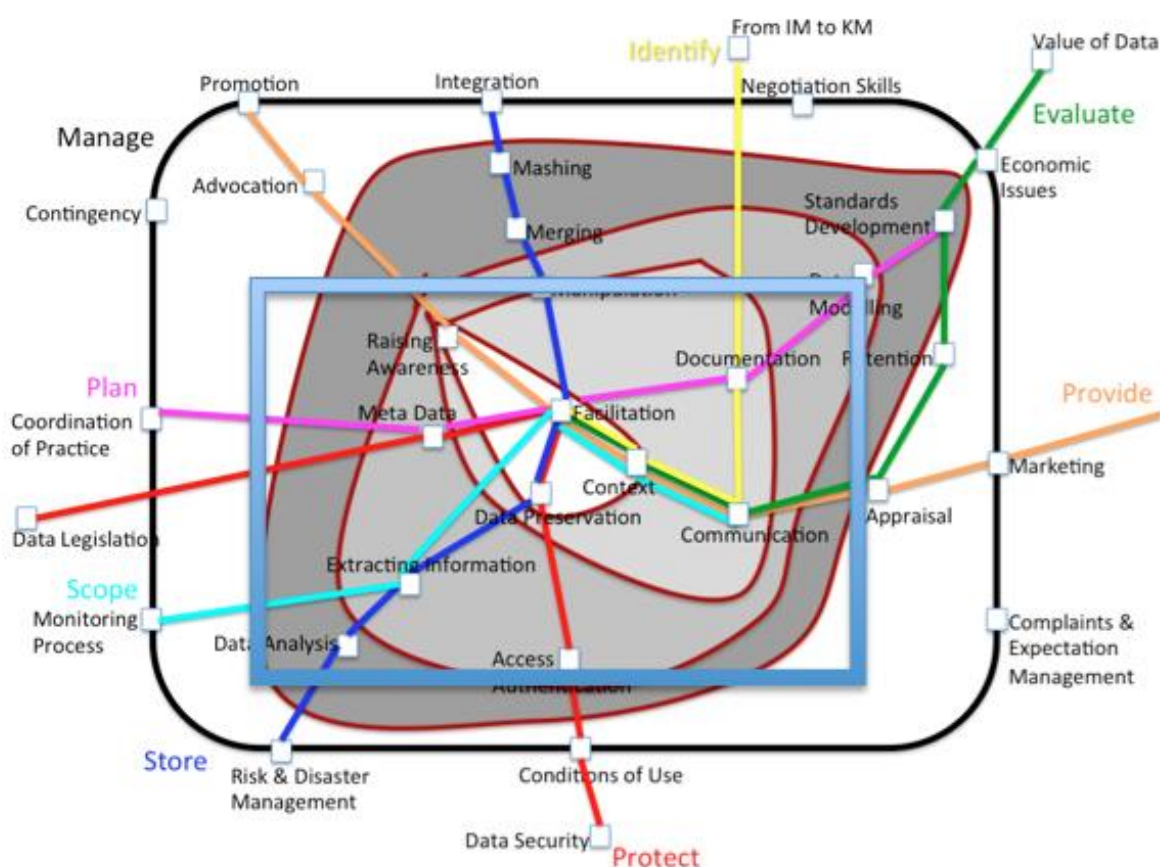 From IM to KM
Identify
Value of Data
Promotion
Integration
Negotiation Skills
Evaluate
Manage
Mashing
Economic
Issues
Advocation
Standards
Development
Contingency
Merging
Manipulation
Modelling
Raising
Awareness
Documentation
Retention
Plan
Provide
Coordination
of Practice
Meta Data
Facilitation
Marketing
Context
Data Preservation
Appraisal
Communication
Data Legislation
Extracting Information
Scope
Monitoring
Process
Complaints &
Expectation
Management
Data Analysis
Access
Authentication
Store
Risk & Disaster
Management
Conditions of Use
Data Security
Protect